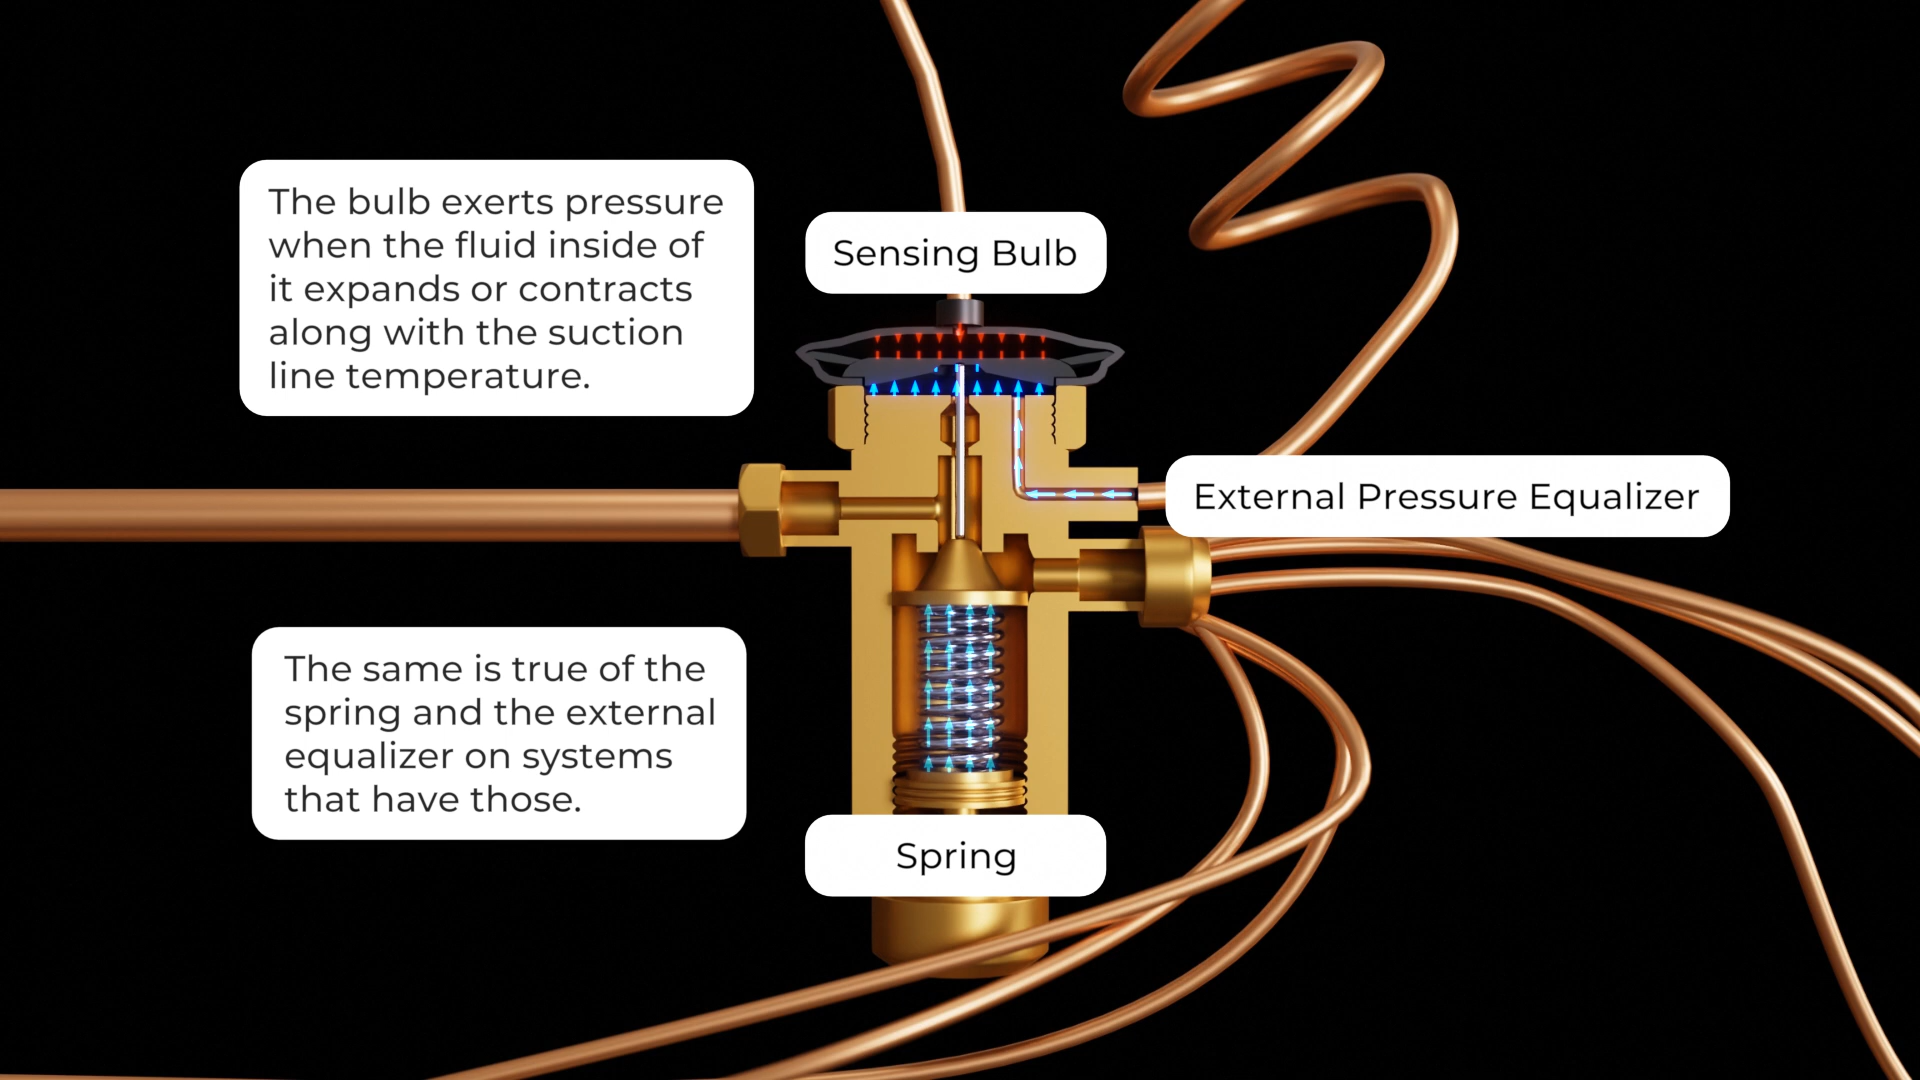 The bulb exerts pressure
when the fluid inside of
it expands or contracts
along with the suction
line temperature.
Sensing Bulb
External Pressure Equalizer
The same is true of the
spring and the external
equalizer on systems
that have those.
Spring